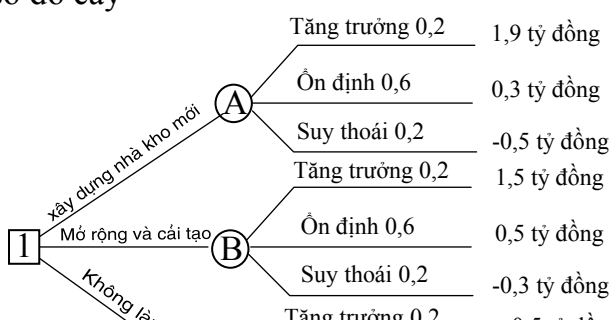 đồ cây
Tăng trưởng 0,2 1,9 tỷ đồng
Ổn định 0,6 0,3 tỷ đồng
A
xây dựng nhà kho mới
Suy thoái 0,2 -0,5 tỷ đồng
Tăng trưởng 0,2 1,5 tỷ đồng
1
Mở rộng và cải tạo
B
Ổn định 0,6 0,5 tỷ đồng
Suy thoái 0,2 -0,3 tỷ đồng
Không
Tăng trưởng 0,2